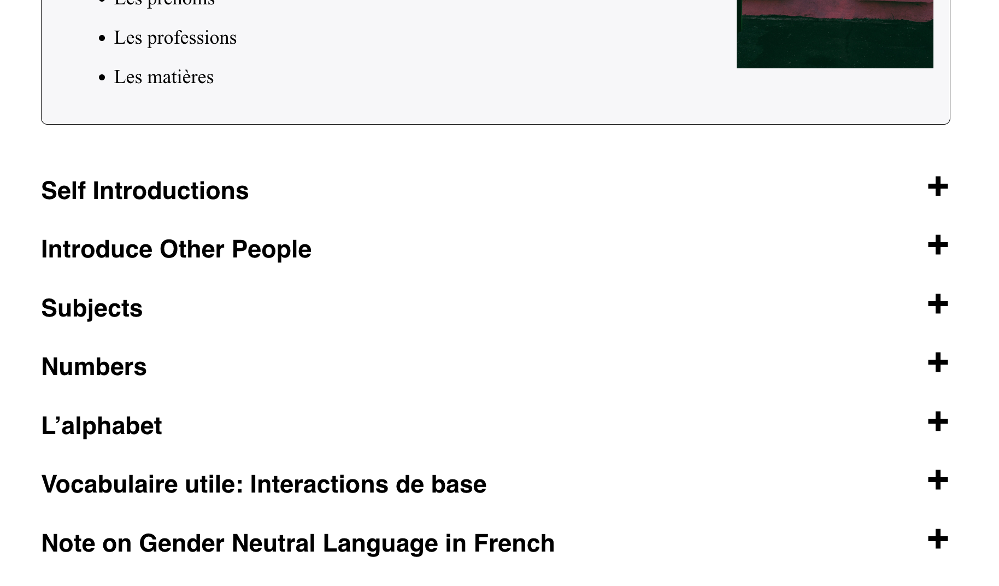 Les prénoms
Les professions
Les matières
Self Introductions
Introduce Other People
Subjects
Numbers
L’alphabet
Vocabulaire utile: Interactions de base
Note on Gender Neutral Language in French